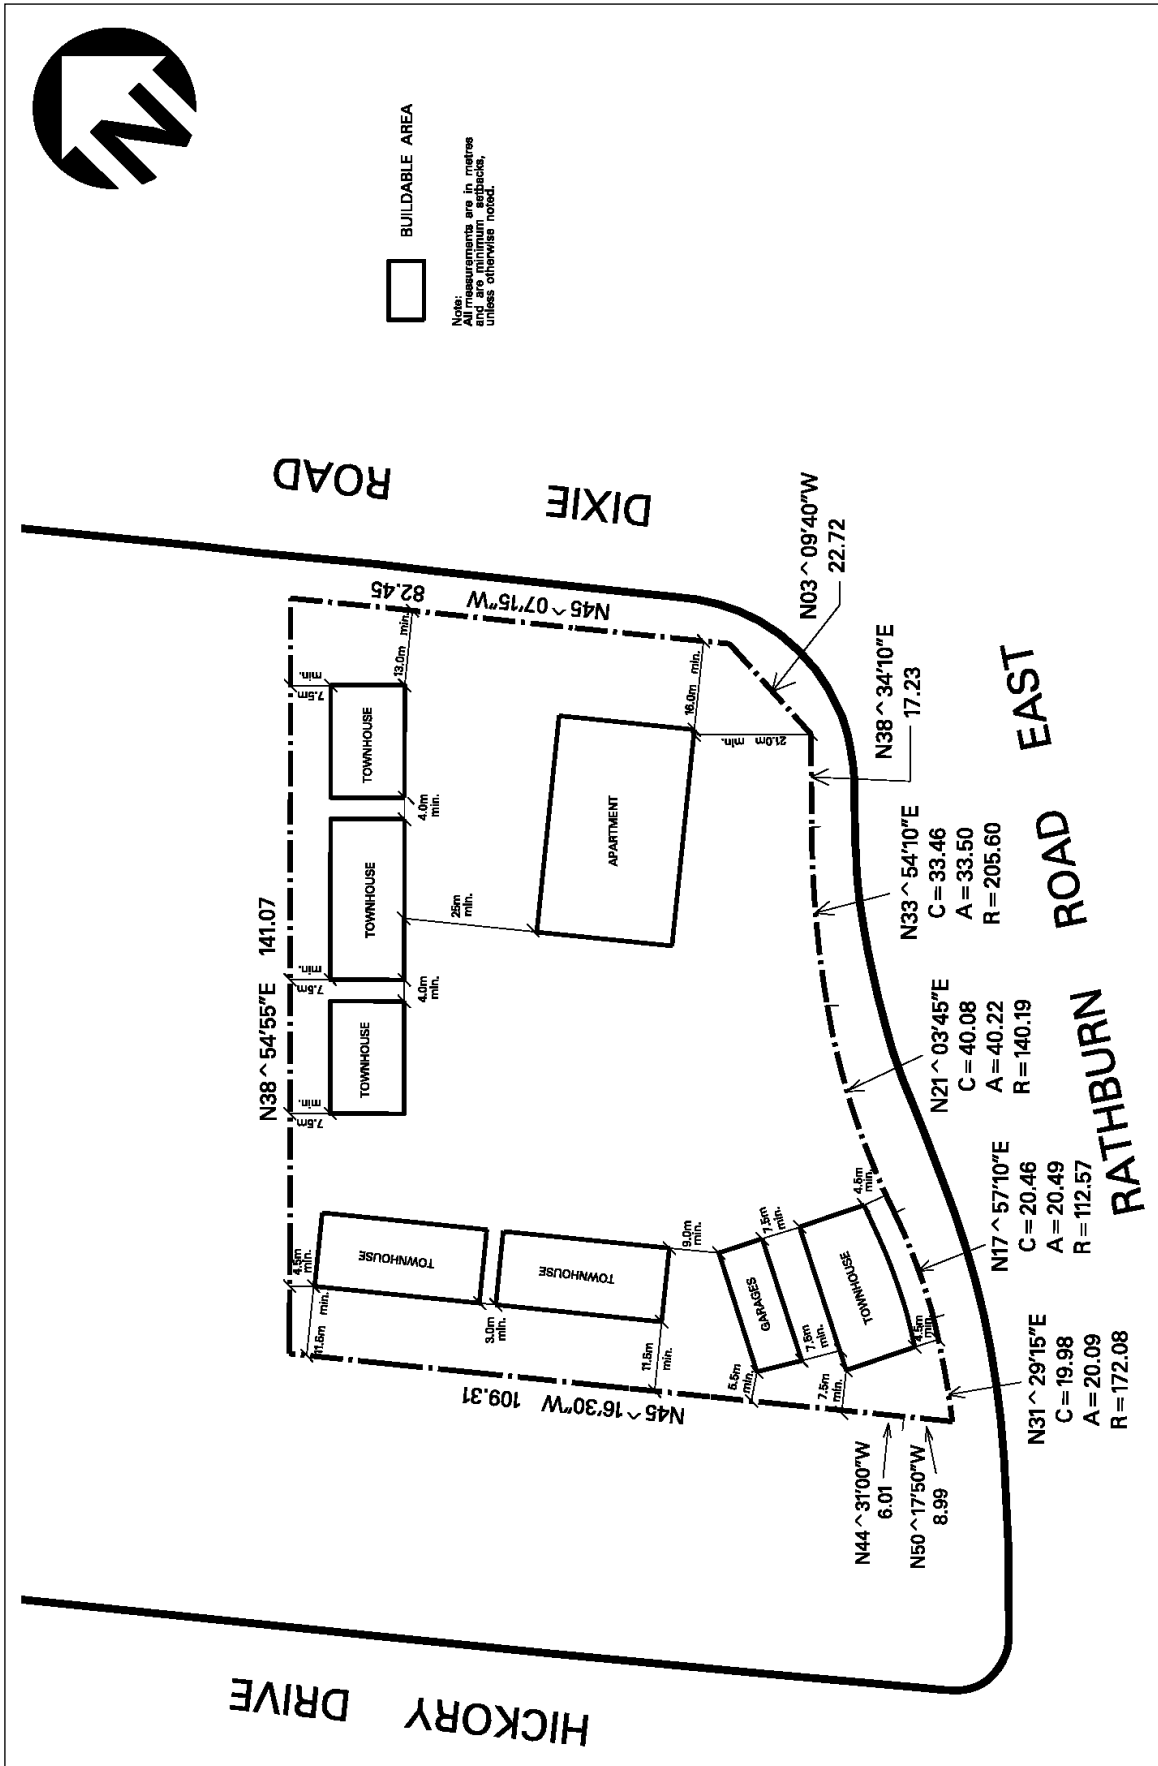 N
BUILDABLE AREA
Note:
All measurements are in metres
and are minimum setbacks,
unless otherwise noted.
DIXIE ROAD
N45^07'15"W 82.45
N38^54'55"E 141.07
N45^16'30"W 109.31
HICKORY DRIVE
RATHBURN ROAD EAST
N03^09'40"W
22.72
N38^34'10"E
17.23
N33^54'10"E
C=33.46
A=33.50
R=205.60
N21^03'45"E
C=40.08
A=40.22
R=140.19
N17^57'10"E
C=20.46
A=20.49
R=112.57
N31^29'15"E
C=19.98
A=20.09
R=172.08
N44^31'00"W
6.01
N50^17'50"W
8.99
TOWNHOUSE
TOWNHOUSE
TOWNHOUSE
TOWNHOUSE
TOWNHOUSE
TOWNHOUSE
GARAGES
APARTMENT
7.5m
min.
7.5m
min.
7.5m
min.
13.0m min.
4.0m
min.
4.0m
min.
25m
min.
16.0m min.
21.0m min.
4.5m
min.
11.5m min.
3.0m
min.
11.5m
min.
9.0m
min.
7.5m
min.
4.5m
min.
5.5m
min.
7.5m
min.
7.5m
min.
4.5m
min.